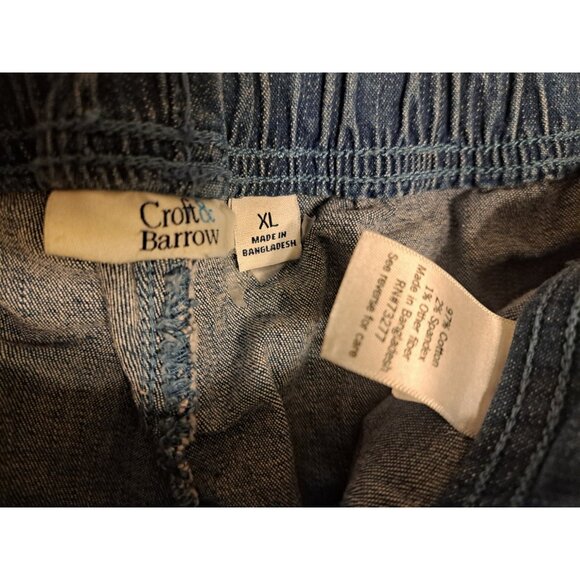 Croft&
Barrow
XL
MADE IN
BANGLADESH
97% Cotton
2% Spandex
1% Other fiber
Made in Bangladesh
RN#73277
See reverse for care